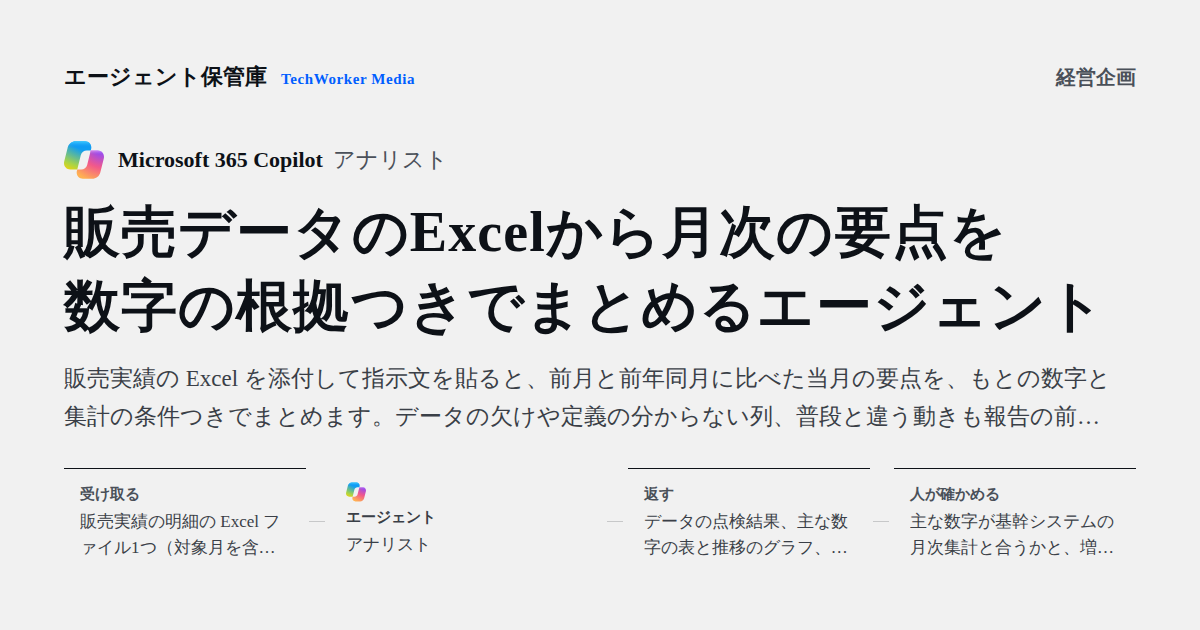 エージェント保管庫 TechWorker Media
経営企画
Microsoft 365 Copilot アナリスト
販売データのExcelから月次の要点を
数字の根拠つきでまとめるエージェント
販売実績の Excel を添付して指示文を貼ると、前月と前年同月に比べた当月の要点を、もとの数字と
集計の条件つきでまとめます。データの欠けや定義の分からない列、普段と違う動きも報告の前…
受け取る
販売実績の明細の Excel フ
ァイル1つ（対象月を含…
エージェント
アナリスト
返す
データの点検結果、主な数
字の表と推移のグラフ、…
人が確かめる
主な数字が基幹システムの
月次集計と合うかと、増…